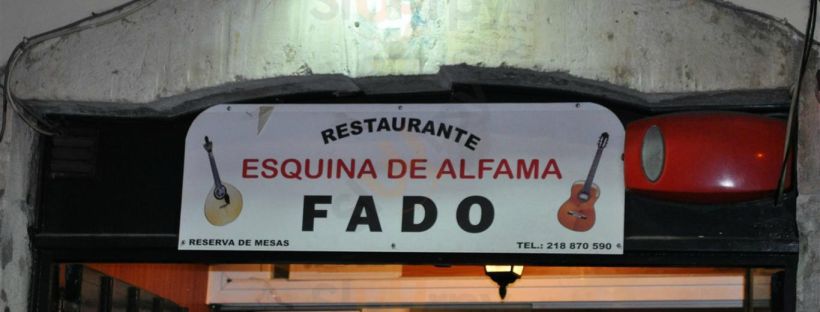 RESTAURANTE
ESQUINA DE ALFAMA
FADO
RESERVA DE MESAS TEL.: 218 870 590